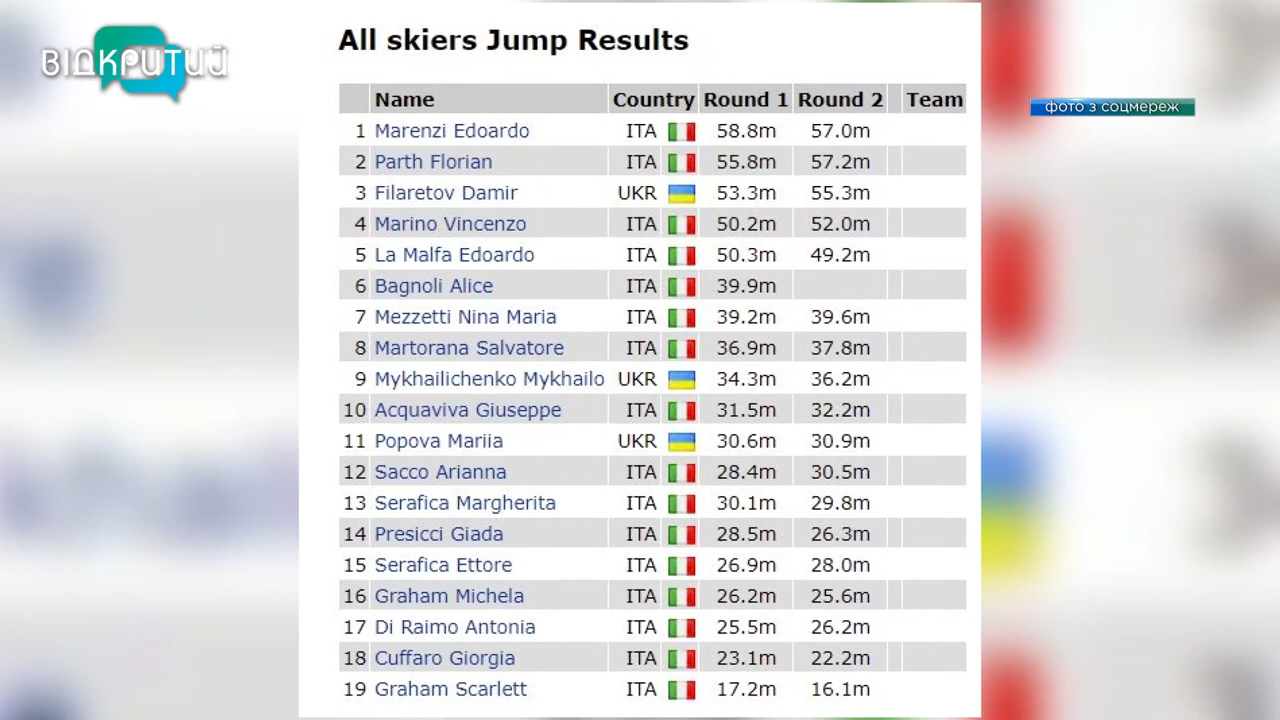 ВІДКРИТИЙ
фото з соцмереж
All skiers Jump Results
Name Country Round 1 Round 2 Team
1 Marenzi Edoardo ITA 58.8m 57.0m
2 Parth Florian ITA 55.8m 57.2m
3 Filaretov Damir UKR 53.3m 55.3m
4 Marino Vincenzo ITA 50.2m 52.0m
5 La Malfa Edoardo ITA 50.3m 49.2m
6 Bagnoli Alice ITA 39.9m
7 Mezzetti Nina Maria ITA 39.2m 39.6m
8 Martorana Salvatore ITA 36.9m 37.8m
9 Mykhailichenko Mykhailo UKR 34.3m 36.2m
10 Acquaviva Giuseppe ITA 31.5m 32.2m
11 Popova Mariia UKR 30.6m 30.9m
12 Sacco Arianna ITA 28.4m 30.5m
13 Serafica Margherita ITA 30.1m 29.8m
14 Presicci Giada ITA 28.5m 26.3m
15 Serafica Ettore ITA 26.9m 28.0m
16 Graham Michela ITA 26.2m 25.6m
17 Di Raimo Antonia ITA 25.5m 26.2m
18 Cuffaro Giorgia ITA 23.1m 22.2m
19 Graham Scarlett ITA 17.2m 16.1m